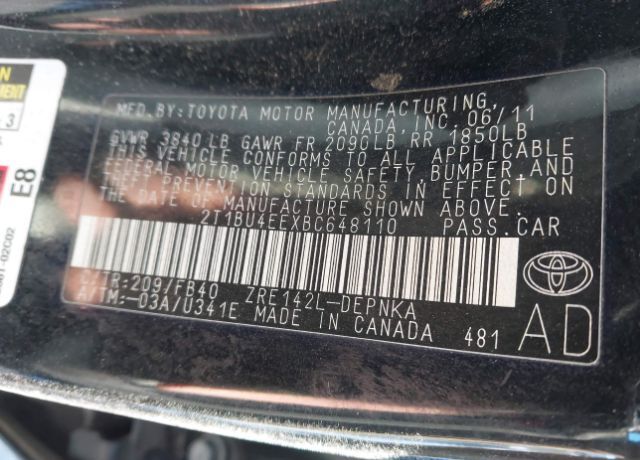 MFD.BY:TOYOTA MOTOR MANUFACTURING,
CANADA, INC. 06/11
GVWR 3840 LB GAWR FR 2096LB RR 1850LB
THIS VEHICLE CONFORMS TO ALL APPLICABLE
FEDERAL MOTOR VEHICLE SAFETY, BUMPER, AND
THEFT PREVENTION STANDARDS IN EFFECT ON
THE DATE OF MANUFACTURE SHOWN ABOVE.
2T1BU4EEXBC648110 PASS.CAR
C/TR:209/FB40 ZRE142L-DEPNKA
A/TM:-03A/U341E MADE IN CANADA 481
AD
E8
3